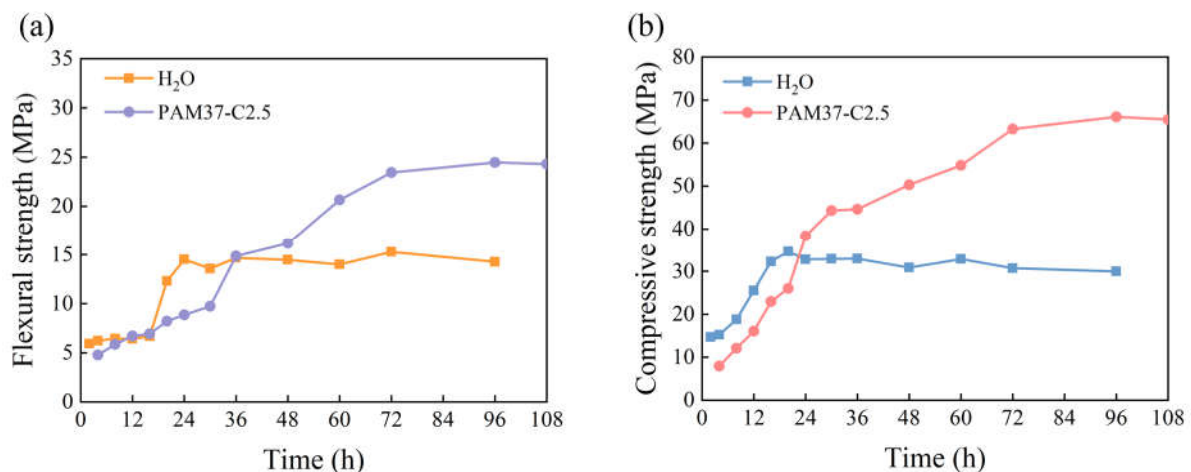 (a)
35
30
25
20
15
10
5
0
Flexural strength (MPa)
H₂O
PAM37-C2.5
0 12 24 36 48 60 72 84 96 108
Time (h)
(b)
80
70
60
50
40
30
20
10
0
Compressive strength (MPa)
H₂O
PAM37-C2.5
0 12 24 36 48 60 72 84 96 108
Time (h)